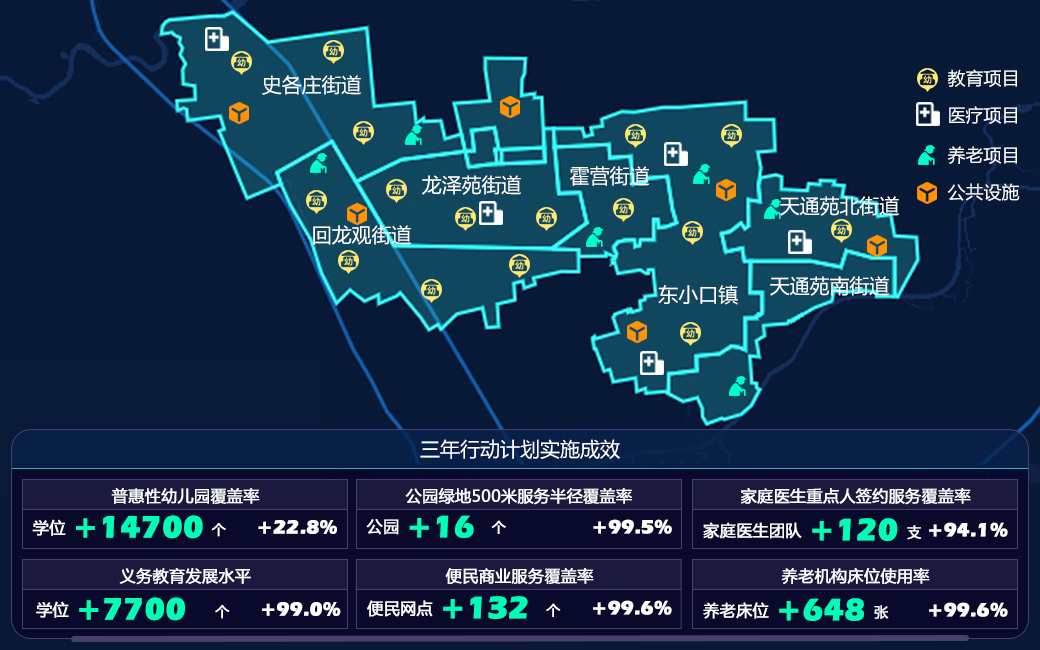 史各庄街道
龙泽苑街道
霍营街道
回龙观街道
天通苑北街道
天通苑南街道
东小口镇
教育项目
医疗项目
养老项目
公共设施
三年行动计划实施成效
普惠性幼儿园覆盖率
学位 +14700 个 +22.8%
公园绿地500米服务半径覆盖率
公园 +16 个 +99.5%
家庭医生重点人签约服务覆盖率
家庭医生团队 +120 支 +94.1%
义务教育发展水平
学位 +7700 个 +99.0%
便民商业服务覆盖率
便民网点 +132 个 +99.6%
养老机构床位使用率
养老床位 +648 张 +99.6%